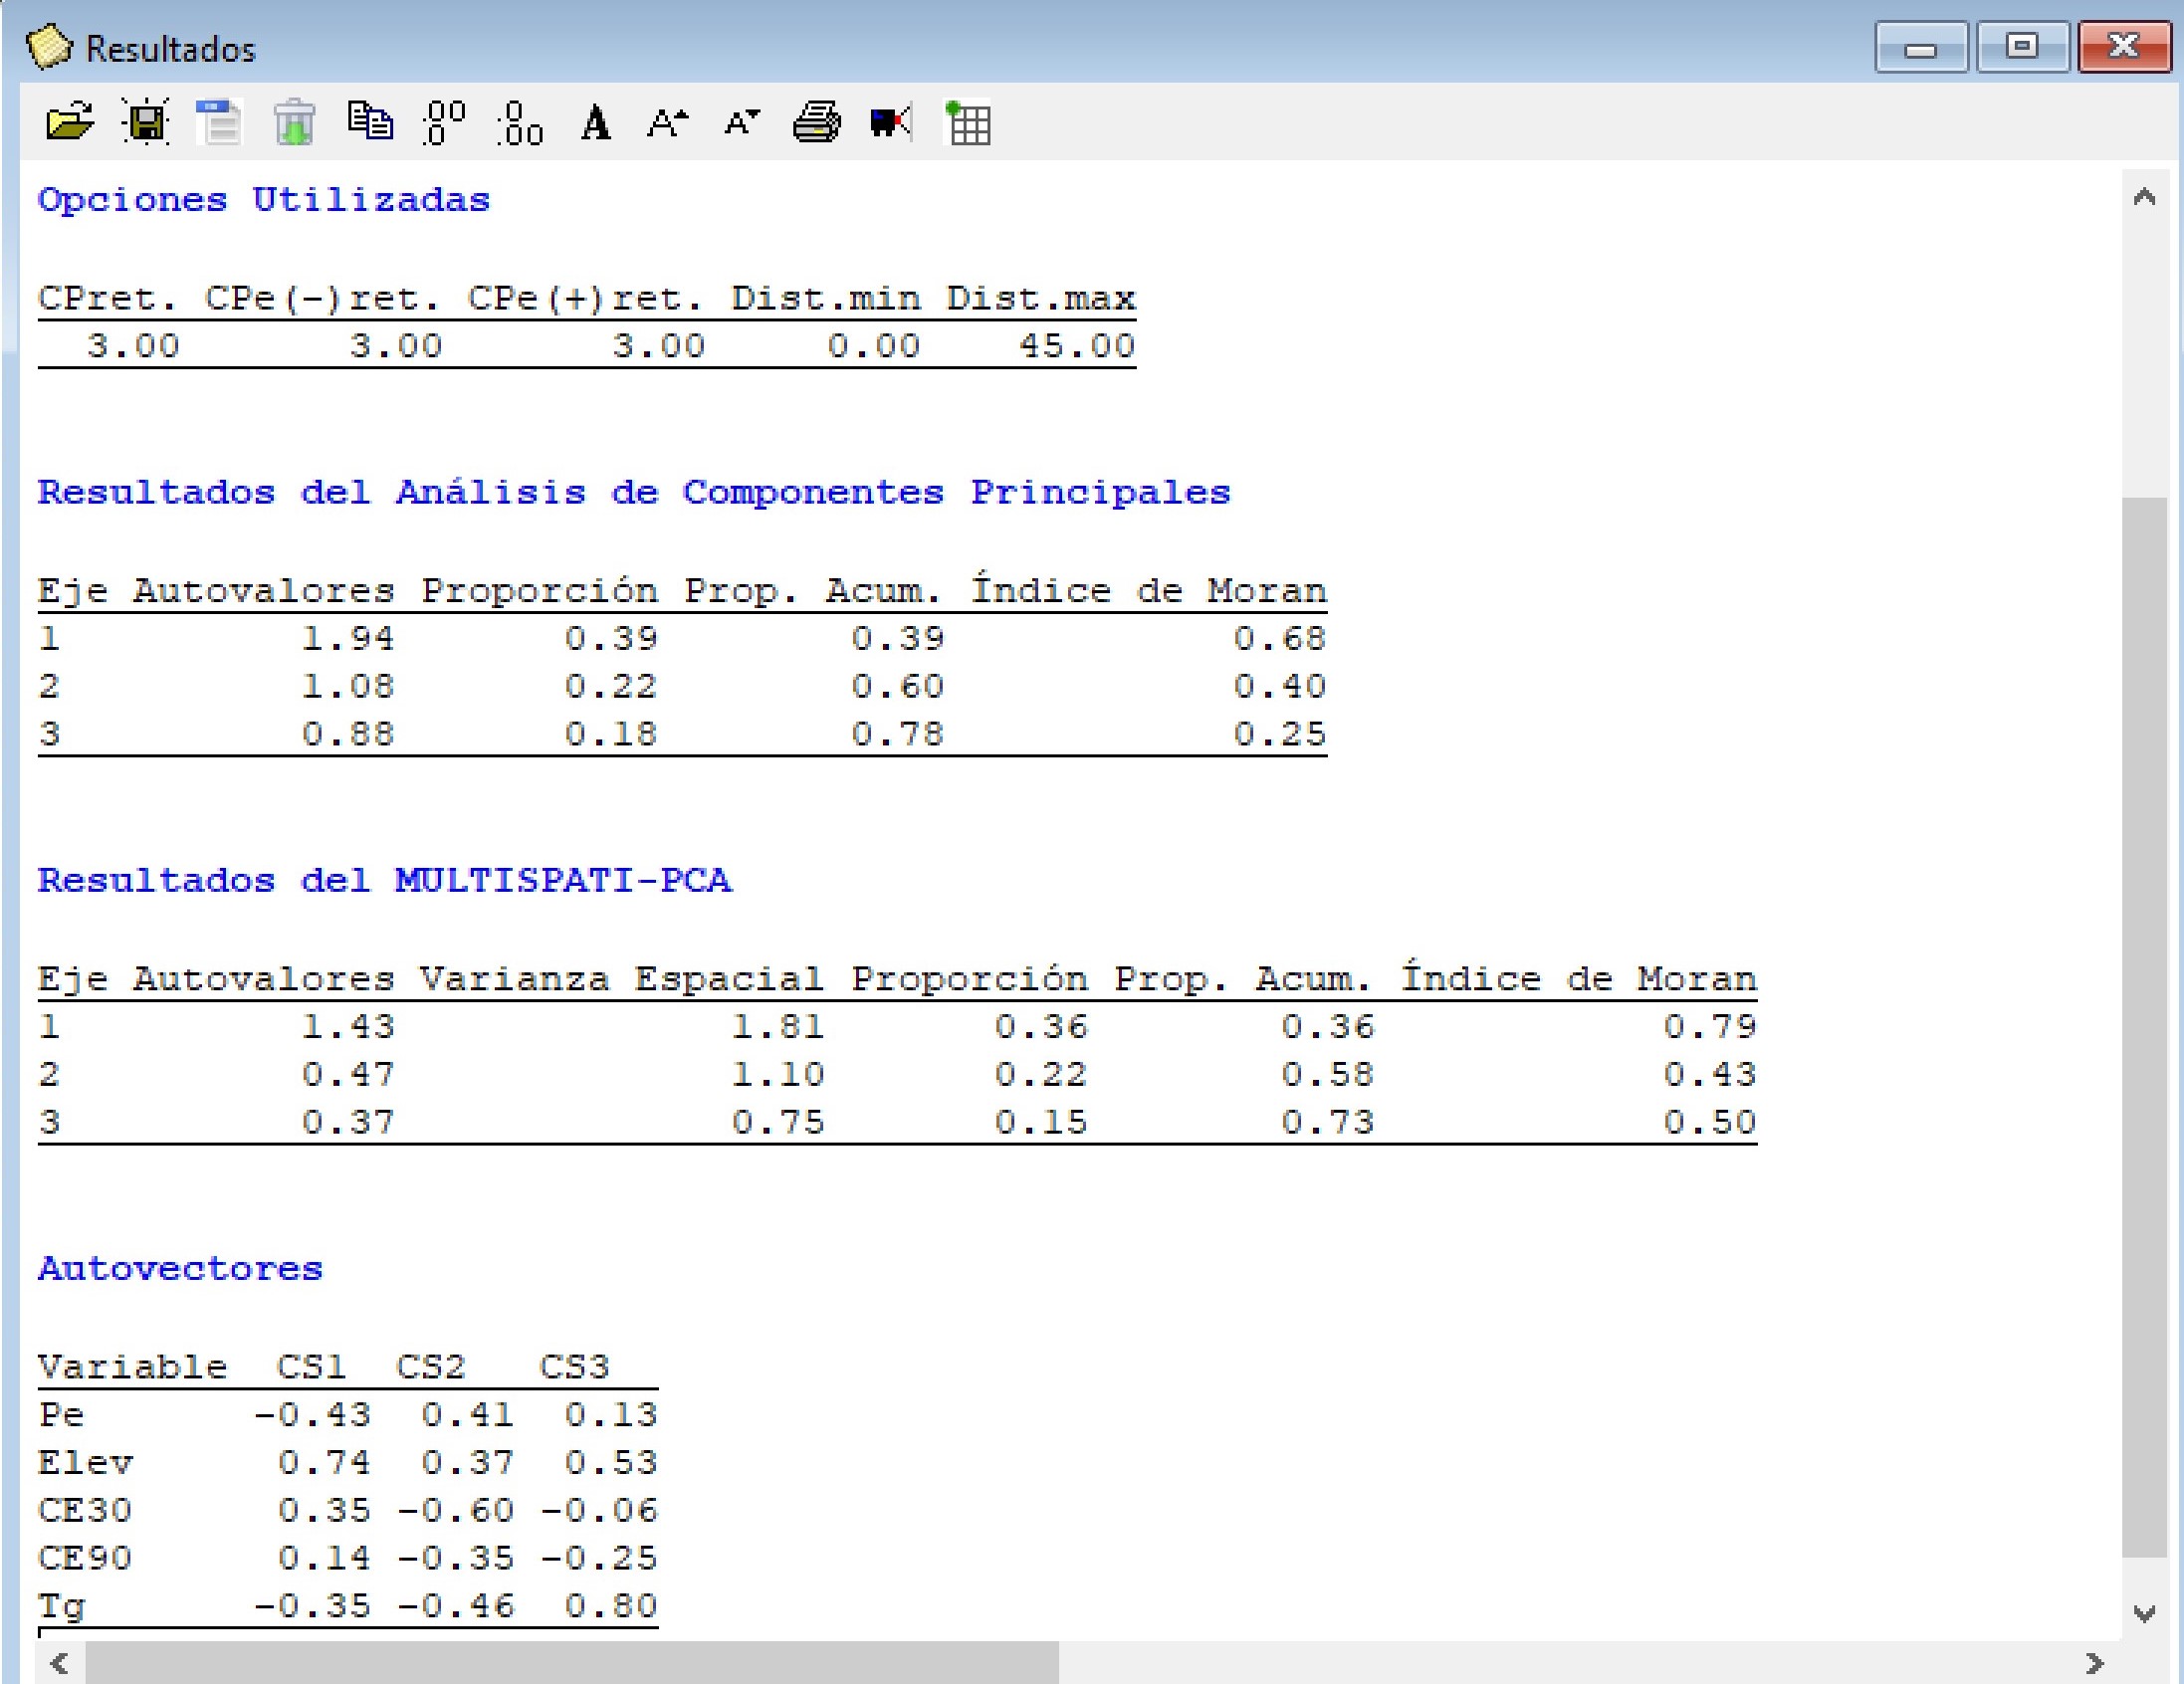 Resultados
Opciones Utilizadas
CPret. CPe(-)ret. CPe(+)ret. Dist.min Dist.max
3.00 3.00 3.00 0.00 45.00
Resultados del Análisis de Componentes Principales
Eje Autovalores Proporción Prop. Acum. Índice de Moran
1 1.94 0.39 0.39 0.68
2 1.08 0.22 0.60 0.40
3 0.88 0.18 0.78 0.25
Resultados del MULTISPATI-PCA
Eje Autovalores Varianza Espacial Proporción Prop. Acum. Índice de Moran
1 1.43 1.81 0.36 0.36 0.79
2 0.47 1.10 0.22 0.58 0.43
3 0.37 0.75 0.15 0.73 0.50
Autovectores
Variable CS1 CS2 CS3
Pe -0.43 0.41 0.13
Elev 0.74 0.37 0.53
CE30 0.35 -0.60 -0.06
CE90 0.14 -0.35 -0.25
Tg -0.35 -0.46 0.80